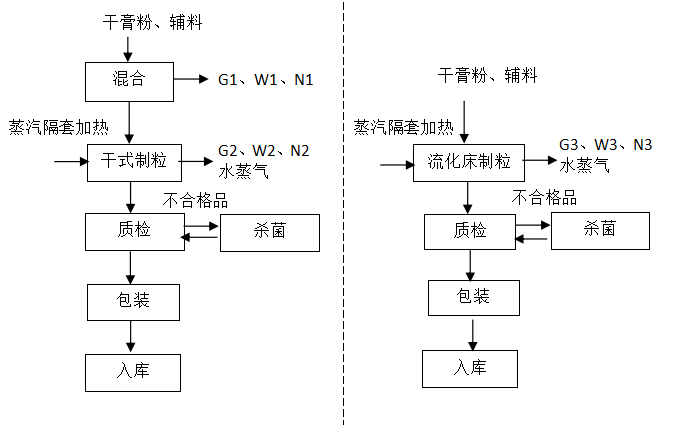 干膏粉、辅料
混合
G1、W1、N1
蒸汽隔套加热
干式制粒
G2、W2、N2
水蒸气
不合格品
质检
杀菌
包装
入库
干膏粉、辅料
蒸汽隔套加热
流化床制粒
G3、W3、N3
水蒸气
不合格品
质检
杀菌
包装
入库